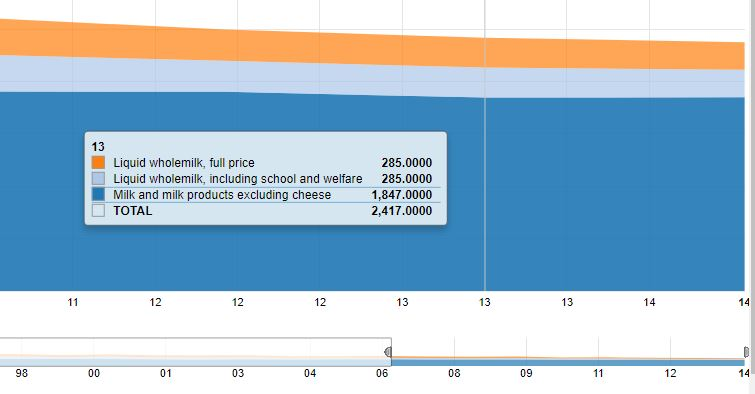 13
Liquid wholemilk, full price 285.0000
Liquid wholemilk, including school and welfare 285.0000
Milk and milk products excluding cheese 1,847.0000
TOTAL 2,417.0000
11 12 12 12 13 13 13 14 14
98 00 01 03 04 06 08 09 11 12 14